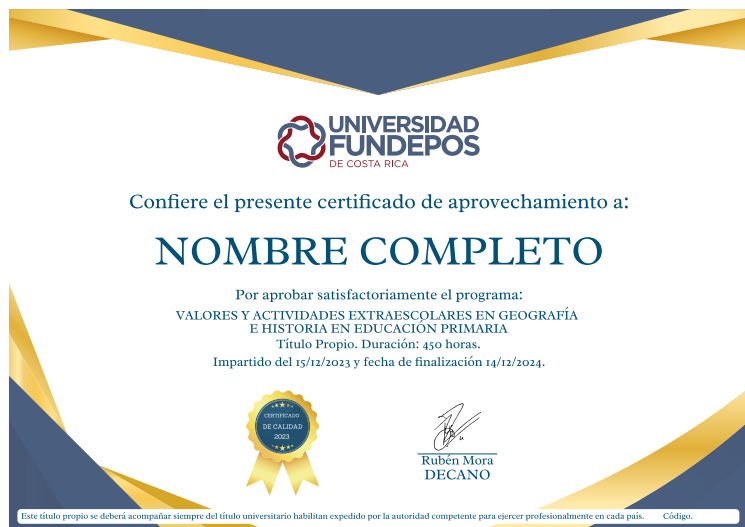 UNIVERSIDAD
FUNDEPOS
DE COSTA RICA
Confiere el presente certificado de aprovechamiento a:
NOMBRE COMPLETO
Por aprobar satisfactoriamente el programa:
VALORES Y ACTIVIDADES EXTRAESCOLARES EN GEOGRAFÍA
E HISTORIA EN EDUCACIÓN PRIMARIA
Título Propio. Duración: 450 horas.
Impartido del 15/12/2023 y fecha de finalización 14/12/2024.
CERTIFICADO
DE CALIDAD
2023
Rubén Mora
DECANO
Este título propio se deberá acompañar siempre del título universitario habilitan expedido por la autoridad competente para ejercer profesionalmente en cada país. Código.